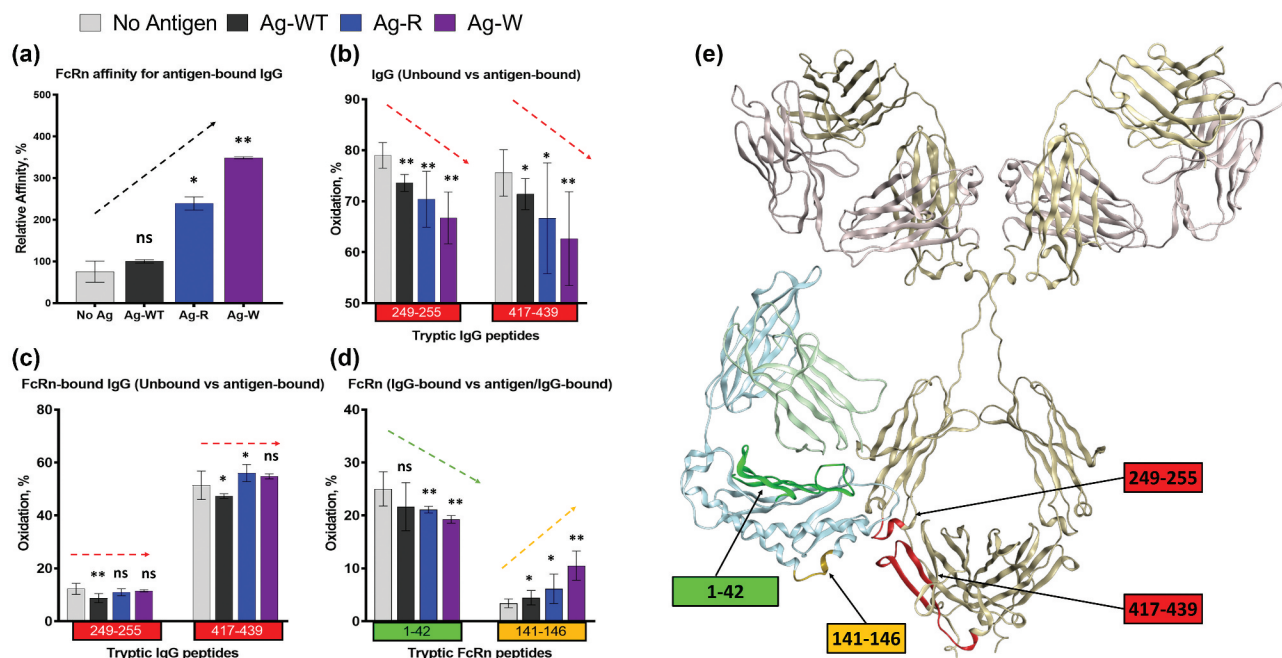 No Antigen Ag-WT Ag-R Ag-W
(a)
FcRn affinity for antigen-bound IgG
Relative Affinity, %
500
400
300
200
100
0
ns
*
**
No Ag Ag-WT Ag-R Ag-W
(b)
IgG (Unbound vs antigen-bound)
Oxidation, %
90
80
70
60
50
** ** ** * * **
249-255 417-439
Tryptic IgG peptides
(c)
FcRn-bound IgG (Unbound vs antigen-bound)
Oxidation, %
80
60
40
20
0
** ns ns * * ns
249-255 417-439
Tryptic IgG peptides
(d)
FcRn (IgG-bound vs antigen/IgG-bound)
Oxidation, %
40
30
20
10
0
ns ** ** * * **
1-42 141-146
Tryptic FcRn peptides
(e)
249-255
1-42
417-439
141-146